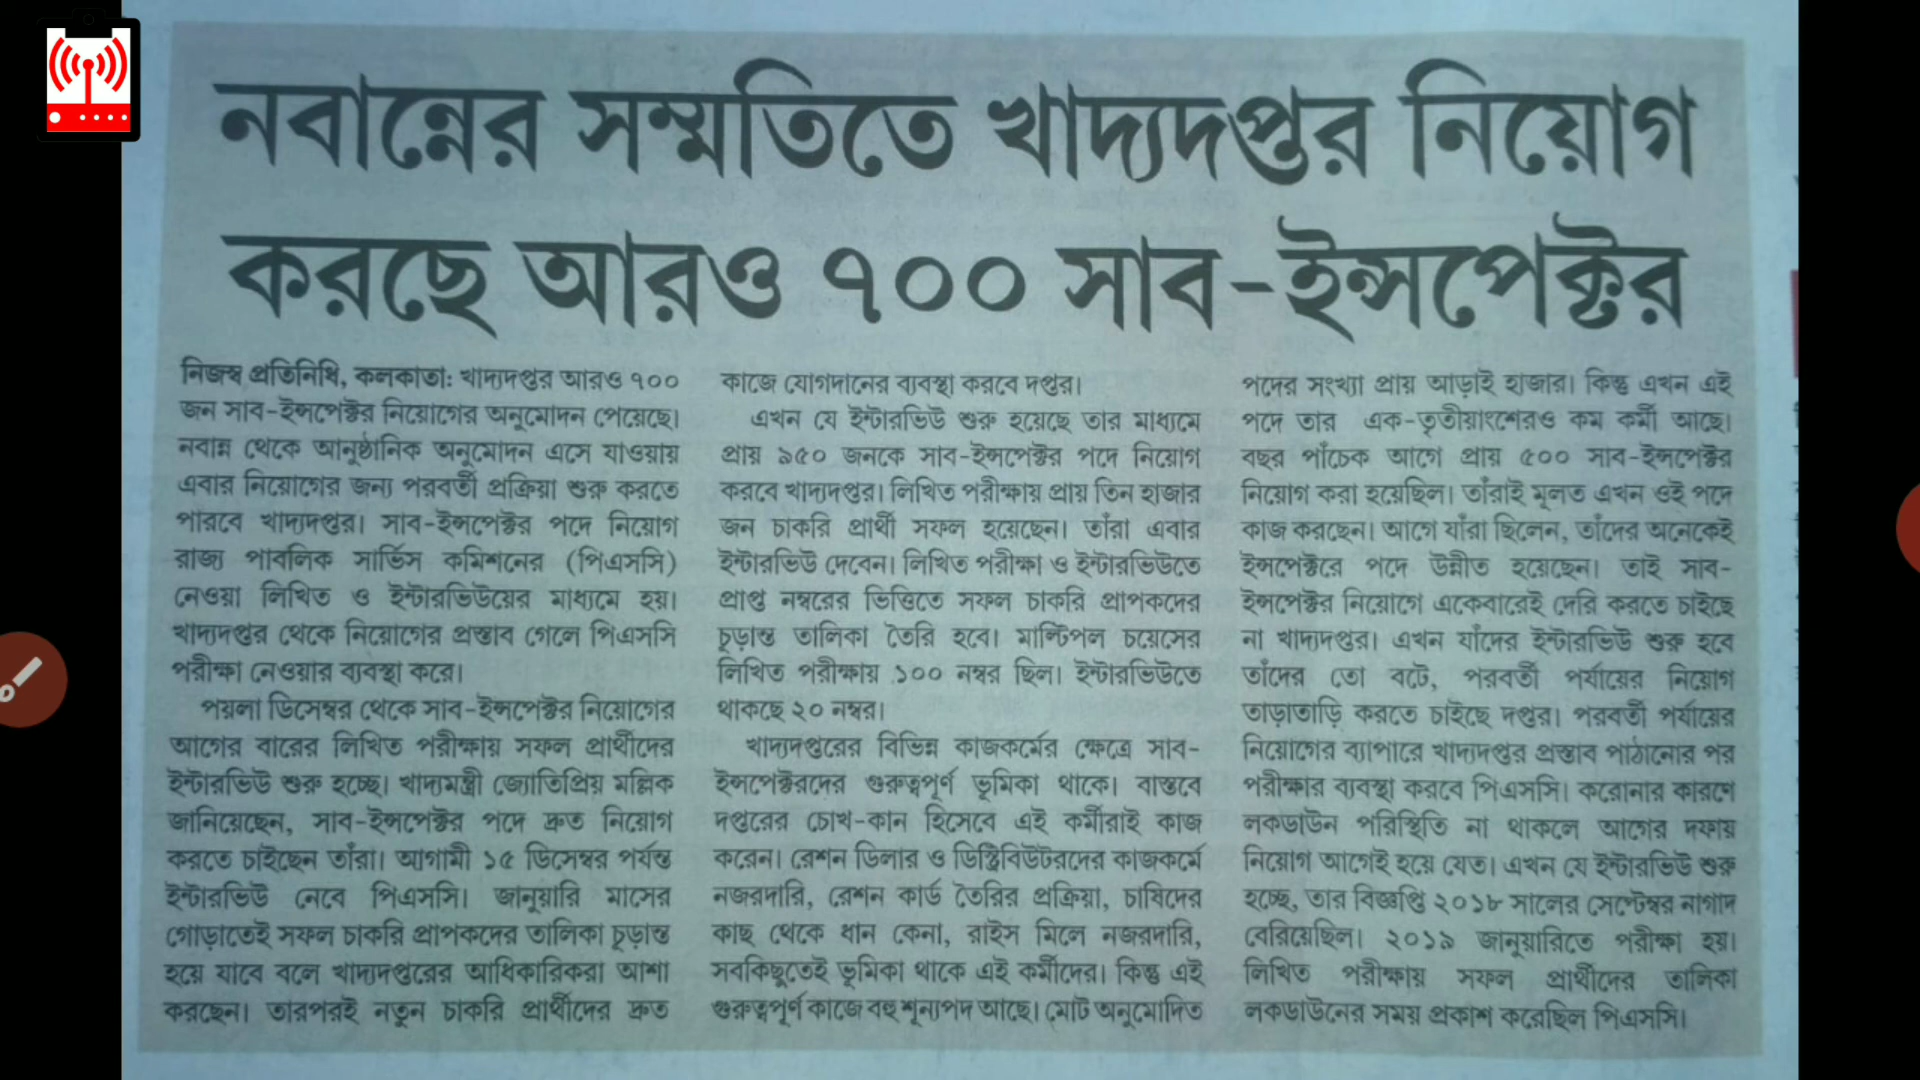 নবান্নের সম্মতিতে খাদ্যদপ্তর নিয়োগ
করছে আরও ৭০০ সাব-ইন্সপেক্টর
নিজস্ব প্রতিনিধি, কলকাতা: খাদ্যদপ্তর আরও ৭০০
জন সাব-ইন্সপেক্টর নিয়োগের অনুমোদন পেয়েছে।
নবান্ন থেকে আনুষ্ঠানিক অনুমোদন এসে যাওয়ায়
এবার নিয়োগের জন্য পরবর্তী প্রক্রিয়া শুরু করতে
পারবে খাদ্যদপ্তর। সাব-ইন্সপেক্টর পদে নিয়োগ
রাজ্য পাবলিক সার্ভিস কমিশনের (পিএসসি)
নেওয়া লিখিত ও ইন্টারভিউয়ের মাধ্যমে হয়।
খাদ্যদপ্তর থেকে নিয়োগের প্রস্তাব গেলে পিএসসি
পরীক্ষা নেওয়ার ব্যবস্থা করে।
পয়লা ডিসেম্বর থেকে সাব-ইন্সপেক্টর নিয়োগের
আগের বারের লিখিত পরীক্ষায় সফল প্রার্থীদের
ইন্টারভিউ শুরু হচ্ছে। খাদ্যমন্ত্রী জ্যোতিপ্রিয় মল্লিক
জানিয়েছেন, সাব-ইন্সপেক্টর পদে দ্রুত নিয়োগ
করতে চাইছেন তাঁরা। আগামী ১৫ ডিসেম্বর পর্যন্ত
ইন্টারভিউ নেবে পিএসসি। জানুয়ারি মাসের
গোড়াতেই সফল চাকরি প্রাপকদের তালিকা চূড়ান্ত
হয়ে যাবে বলে খাদ্যদপ্তরের আধিকারিকরা আশা
করছেন। তারপরই নতুন চাকরি প্রার্থীদের দ্রুত
কাজে যোগদানের ব্যবস্থা করবে দপ্তর।
এখন যে ইন্টারভিউ শুরু হয়েছে তার মাধ্যমে
প্রায় ৯৫০ জনকে সাব-ইন্সপেক্টর পদে নিয়োগ
করবে খাদ্যদপ্তর। লিখিত পরীক্ষায় প্রায় তিন হাজার
জন চাকরি প্রার্থী সফল হয়েছেন। তাঁরা এবার
ইন্টারভিউ দেবেন। লিখিত পরীক্ষা ও ইন্টারভিউতে
প্রাপ্ত নম্বরের ভিত্তিতে সফল চাকরি প্রাপকদের
চূড়ান্ত তালিকা তৈরি হবে। মাল্টিপল চয়েসের
লিখিত পরীক্ষায় ১০০ নম্বর ছিল। ইন্টারভিউতে
থাকছে ২০ নম্বর।
খাদ্যদপ্তরের বিভিন্ন কাজকর্মের ক্ষেত্রে সাব-
ইন্সপেক্টরদের গুরুত্বপূর্ণ ভূমিকা থাকে। বাস্তবে
দপ্তরের চোখ-কান হিসেবে এই কর্মীরাই কাজ
করেন। রেশন ডিলার ও ডিস্ট্রিবিউটরদের কাজকর্মে
নজরদারি, রেশন কার্ড তৈরির প্রক্রিয়া, চাষিদের
কাছ থেকে ধান কেনা, রাইস মিলে নজরদারি,
সবকিছুতেই ভূমিকা থাকে এই কর্মীদের। কিন্তু এই
গুরুত্বপূর্ণ কাজে বহু শূন্যপদ আছে। মোট অনুমোদিত
পদের সংখ্যা প্রায় আড়াই হাজার। কিন্তু এখন এই
পদে তার এক-তৃতীয়াংশেরও কম কর্মী আছে।
বছর পাঁচেক আগে প্রায় ৫০০ সাব-ইন্সপেক্টর
নিয়োগ করা হয়েছিল। তাঁরাই মূলত এখন ওই পদে
কাজ করছেন। আগে যাঁরা ছিলেন, তাঁদের অনেকেই
ইন্সপেক্টরে পদে উন্নীত হয়েছেন। তাই সাব-
ইন্সপেক্টর নিয়োগে একেবারেই দেরি করতে চাইছে
না খাদ্যদপ্তর। এখন যাঁদের ইন্টারভিউ শুরু হবে
তাঁদের তো বটে, পরবর্তী পর্যায়ের নিয়োগ
তাড়াতাড়ি করতে চাইছে দপ্তর। পরবর্তী পর্যায়ের
নিয়োগের ব্যাপারে খাদ্যদপ্তর প্রস্তাব পাঠানোর পর
পরীক্ষার ব্যবস্থা করবে পিএসসি। করোনার কারণে
লকডাউন পরিস্থিতি না থাকলে আগের দফায়
নিয়োগ আগেই হয়ে যেত। এখন যে ইন্টারভিউ শুরু
হচ্ছে, তার বিজ্ঞপ্তি ২০১৮ সালের সেপ্টেম্বর নাগাদ
বেরিয়েছিল। ২০১৯ জানুয়ারিতে পরীক্ষা হয়।
লিখিত পরীক্ষায় সফল প্রার্থীদের তালিকা
লকডাউনের সময় প্রকাশ করেছিল পিএসসি।